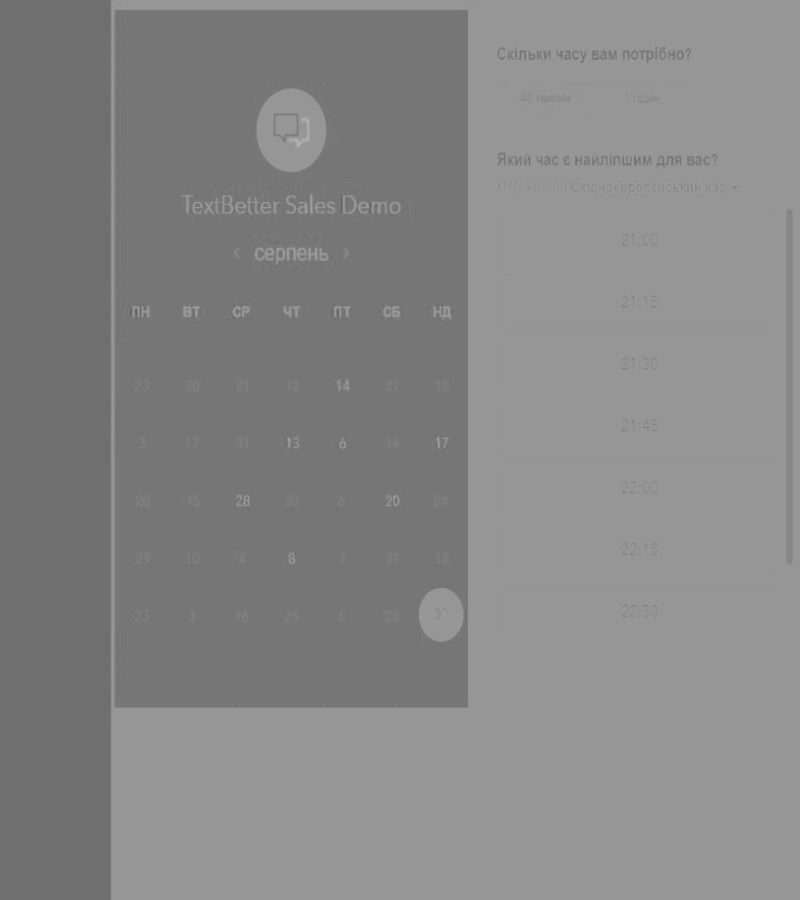 TextBetter Sales Demo
‹ серпень ›
ПН ВТ СР ЧТ ПТ СБ НД
23 20 21 12 14 27 10
3 17 31 13 6 14 17
20 15 28 30 6 20 24
29 10 4 8 7 31 18
23 3 16 25 6 28
Скільки часу вам потрібно?
40 хвилин 1 годин
Який час є найліпшим для вас?
UTC +03:00 Східноєвропейський час
21:00
21:15
21:30
21:45
22:00
22:15
22:30